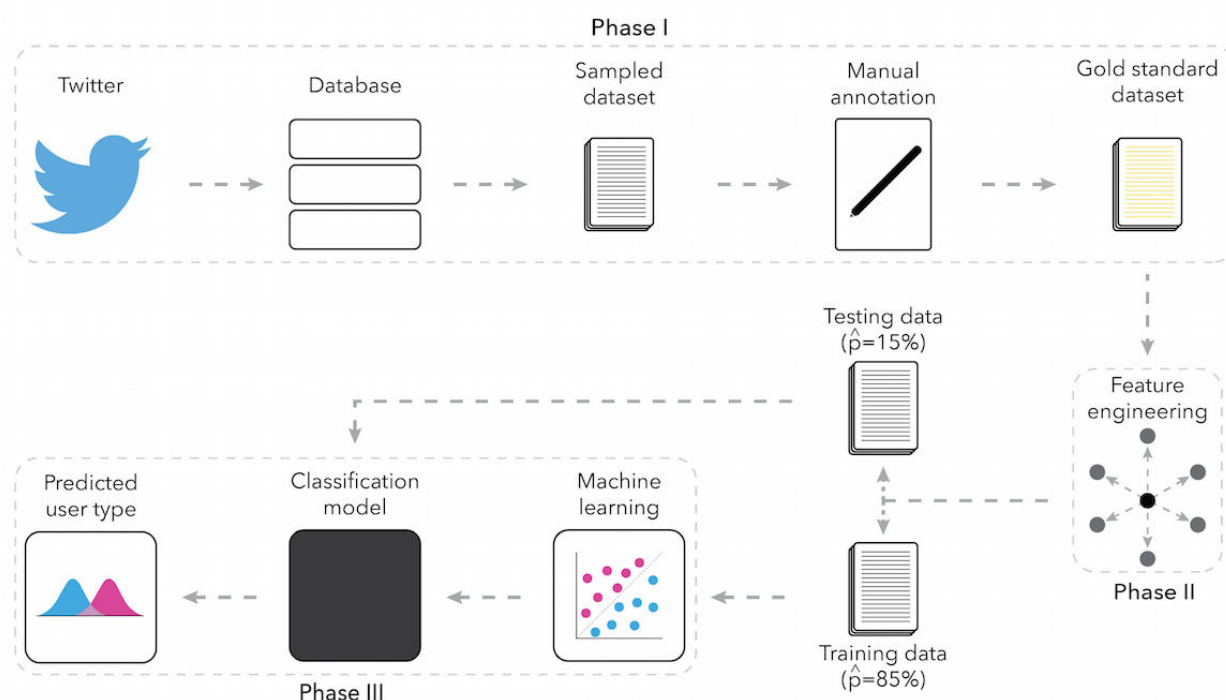 Phase I
Twitter
Database
Sampled
dataset
Manual
annotation
Gold standard
dataset
Testing data
(p̂=15%)
Feature
engineering
Phase II
Training data
(p̂=85%)
Machine
learning
Classification
model
Predicted
user type
Phase III